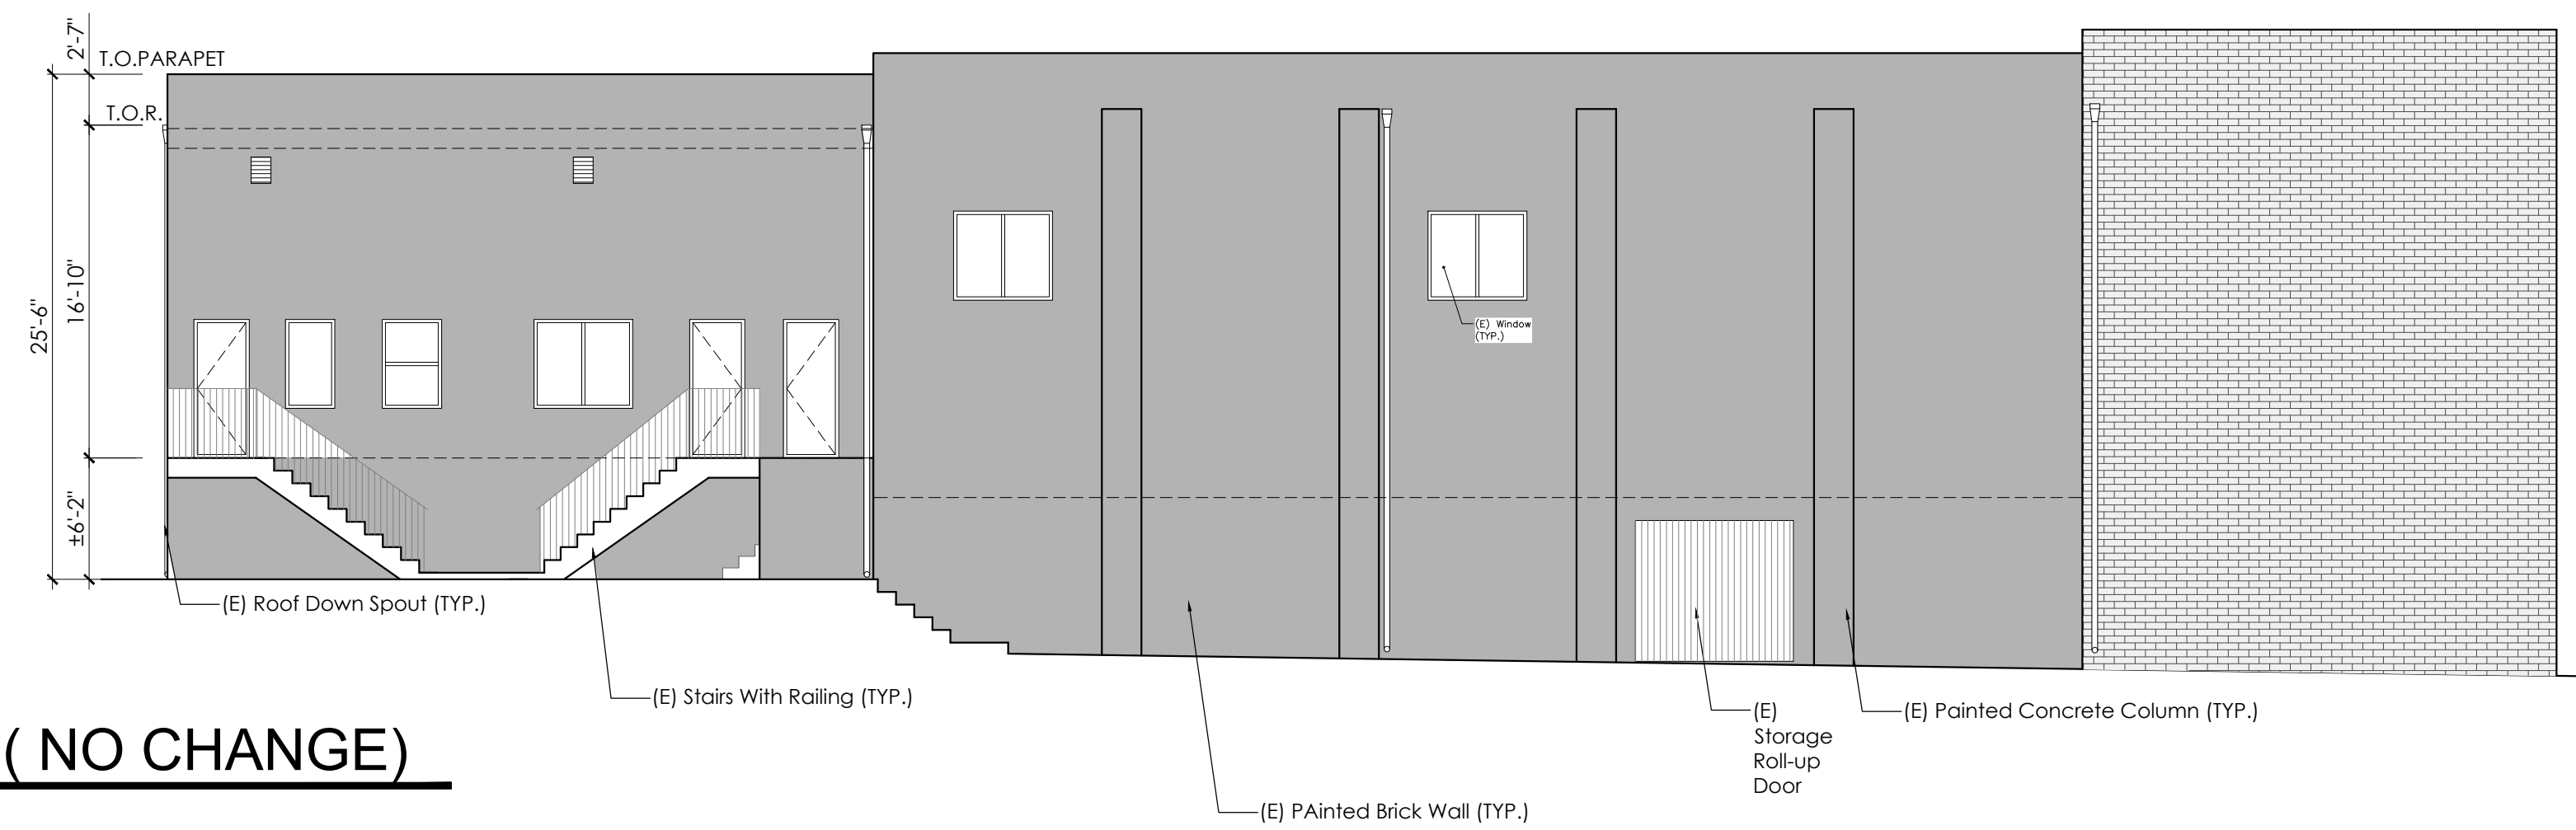 2'-7"
T.O.PARAPET
T.O.R.
16'-10"
25'-6"
±6'-2"
(E) Window
(TYP.)
(E) Roof Down Spout (TYP.)
(E) Stairs With Railing (TYP.)
(E)
Storage
Roll-up
Door
(E) Painted Concrete Column (TYP.)
( NO CHANGE)
(E) PAinted Brick Wall (TYP.)